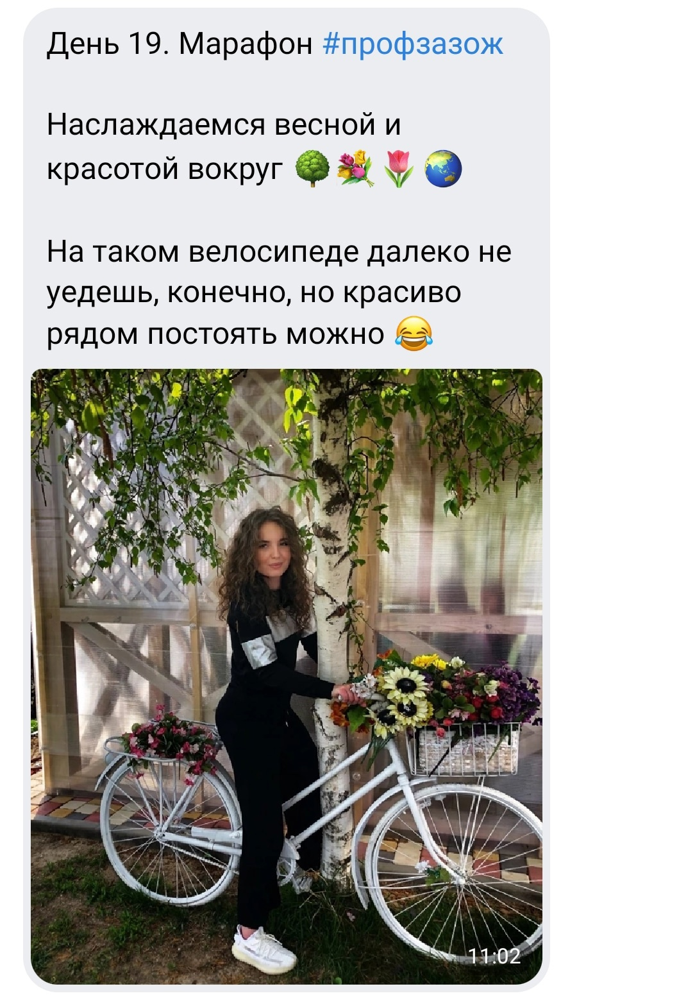 День 19. Марафон #профзазож
Наслаждаемся весной и
красотой вокруг 🌳💐🌷🌏
На таком велосипеде далеко не
уедешь, конечно, но красиво
рядом постоять можно 😂
11:02